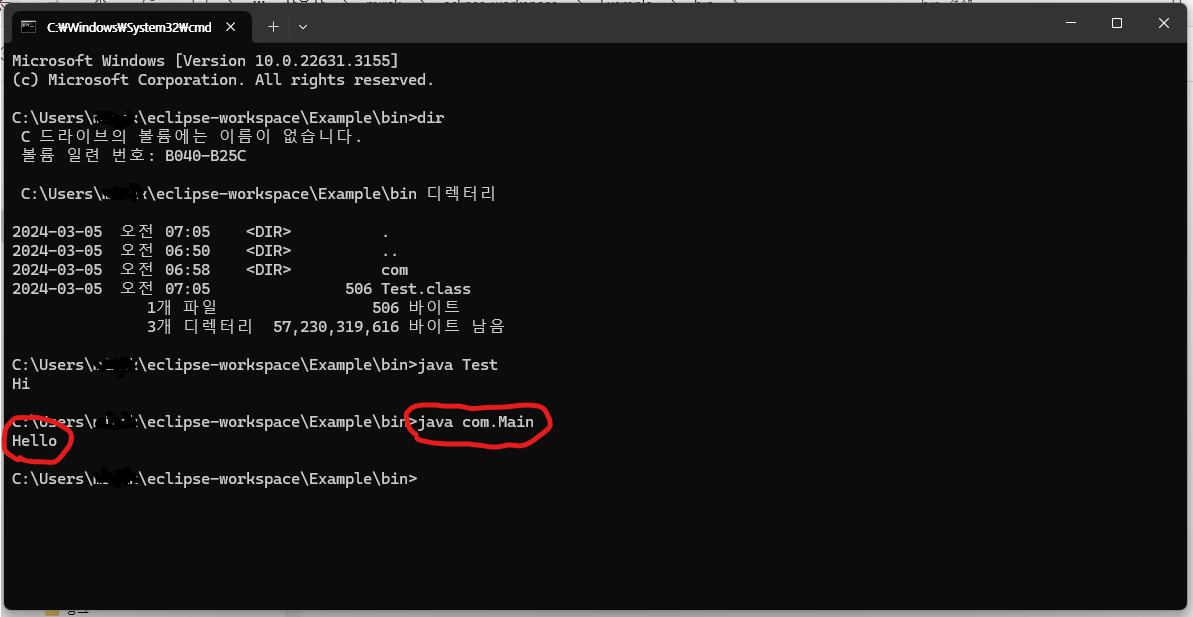 C:₩Windows₩System32₩cmd
Microsoft Windows [Version 10.0.22631.3155]
(c) Microsoft Corporation. All rights reserved.
C:\Users\ \eclipse-workspace\Example\bin>dir
C 드라이브의 볼륨에는 이름이 없습니다.
볼륨 일련 번호: B040-B25C
C:\Users\ \eclipse-workspace\Example\bin 디렉터리
2024-03-05 오전 07:05 <DIR> .
2024-03-05 오전 06:50 <DIR> ..
2024-03-05 오전 06:58 <DIR> com
2024-03-05 오전 07:05 506 Test.class
1개 파일 506 바이트
3개 디렉터리 57,230,319,616 바이트 남음
C:\Users\ \eclipse-workspace\Example\bin>java Test
Hi
C:\Users\ \eclipse-workspace\Example\bin>java com.Main
Hello
C:\Users\ \eclipse-workspace\Example\bin>